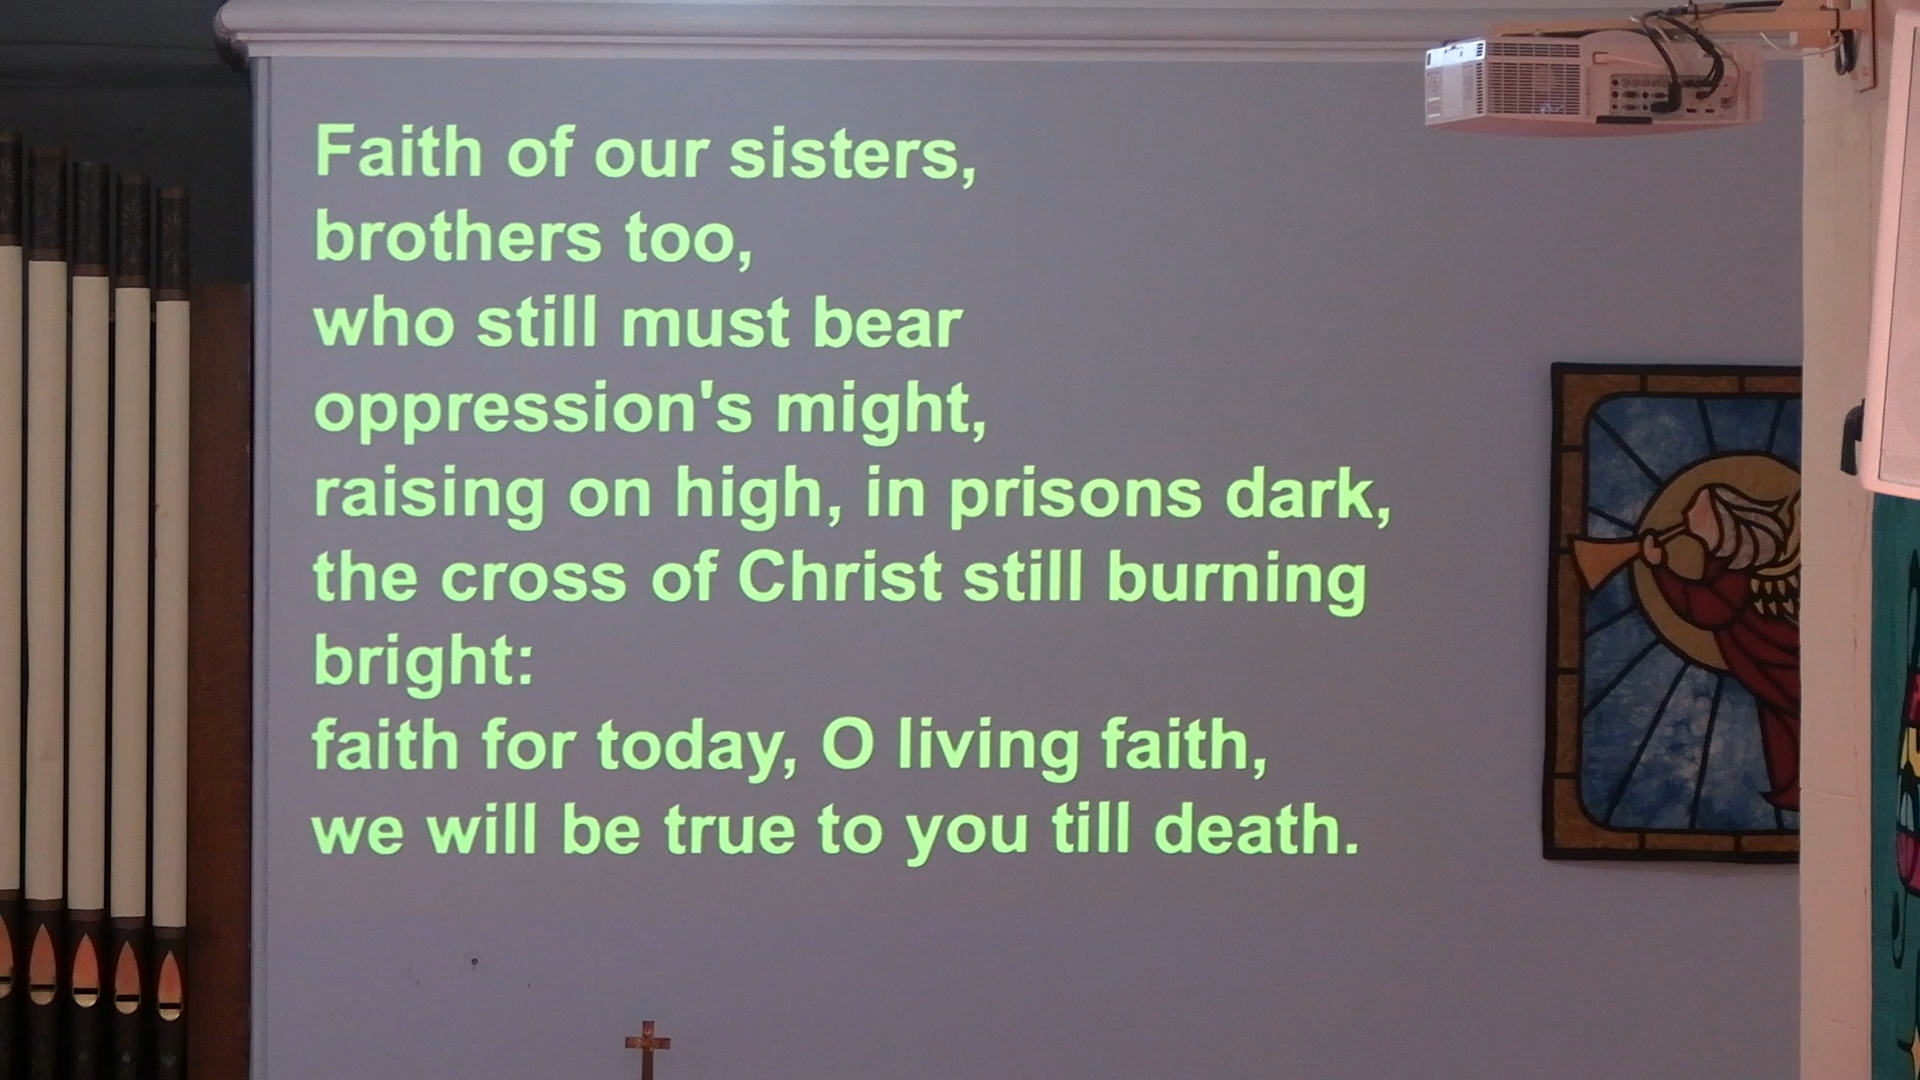 Faith of our sisters,
brothers too,
who still must bear
oppression's might,
raising on high, in prisons dark,
the cross of Christ still burning
bright:
faith for today, O living faith,
we will be true to you till death.